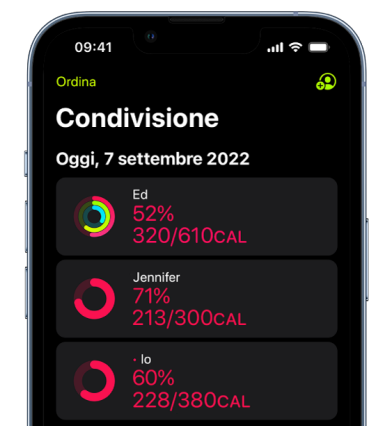 09:41
Ordina
Condivisione
Oggi, 7 settembre 2022
Ed
52%
320/610CAL
Jennifer
71%
213/300CAL
· Io
60%
228/380CAL